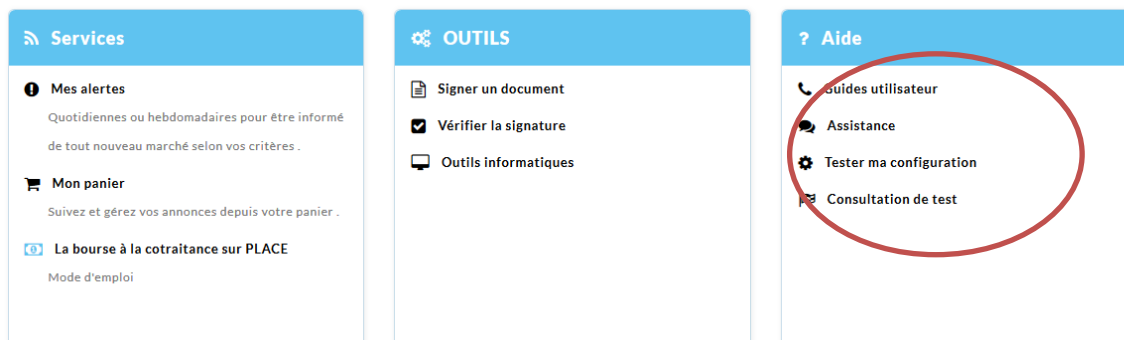 Services
Mes alertes
Quotidiennes ou hebdomadaires pour être informé
de tout nouveau marché selon vos critères .
Mon panier
Suivez et gérez vos annonces depuis votre panier .
La bourse à la cotraitance sur PLACE
Mode d'emploi
OUTILS
Signer un document
Vérifier la signature
Outils informatiques
? Aide
Guides utilisateur
Assistance
Tester ma configuration
Consultation de test